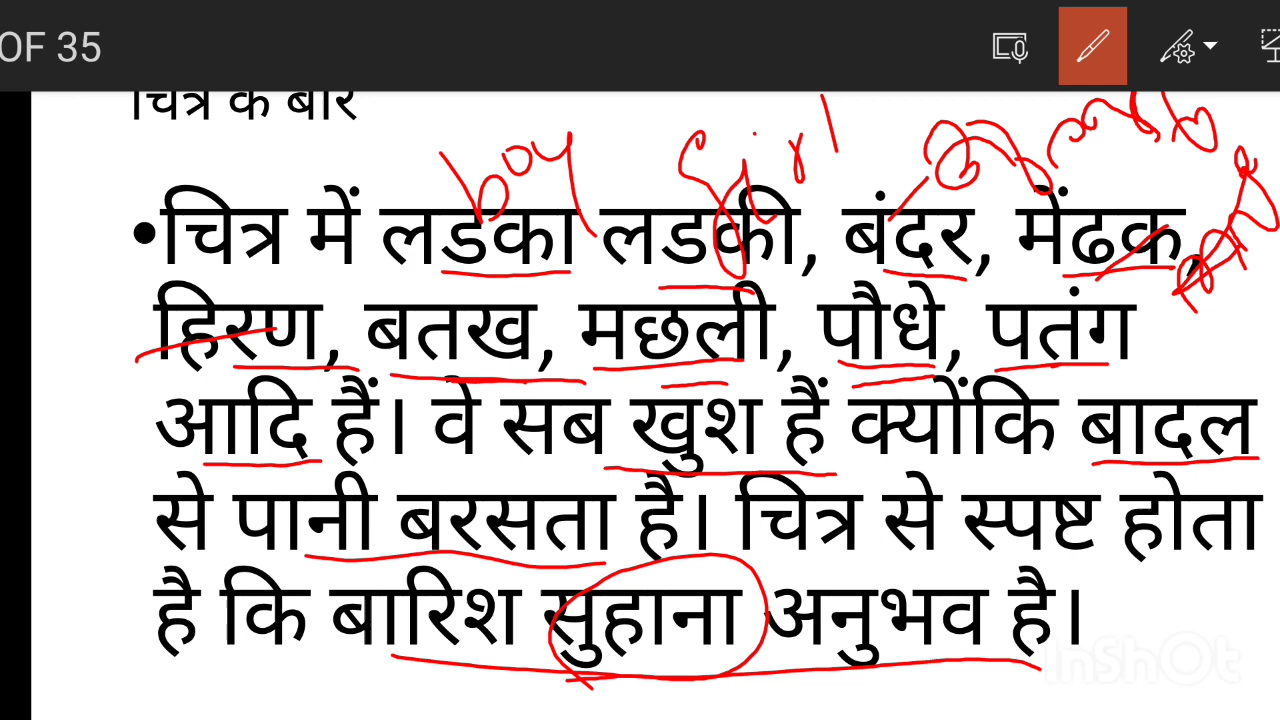 OF 35
चित्र के बारे
boy girl
•चित्र में लडका लडकी, बंदर, मेंढक,
हिरण, बतख, मछली, पौधे, पतंग
आदि हैं। वे सब खुश हैं क्योंकि बादल
से पानी बरसता है। चित्र से स्पष्ट होता
है कि बारिश सुहाना अनुभव है।
InShOt